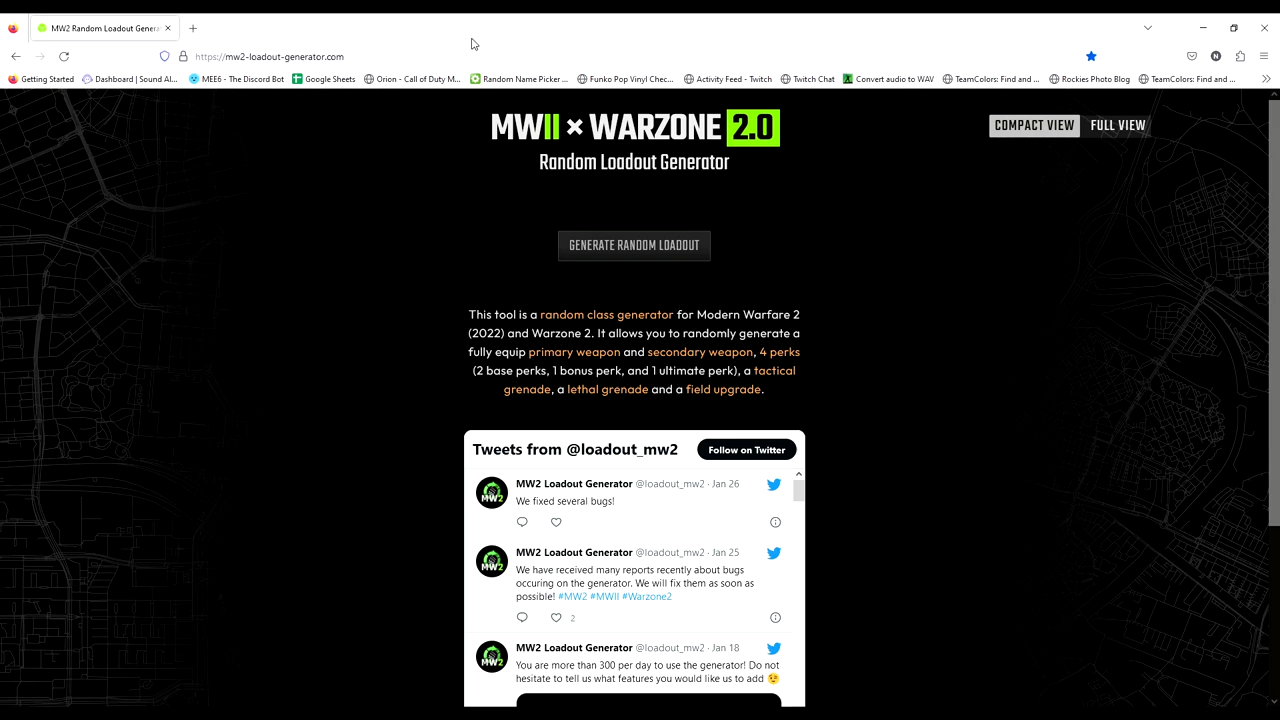 MW2 Random Loadout Genera
https://mw2-loadout-generator.com
Getting Started
Dashboard | Sound Al...
MEE6 - The Discord Bot
Google Sheets
Orion - Call of Duty M...
Random Name Picker ...
Funko Pop Vinyl Chec...
Activity Feed - Twitch
Twitch Chat
Convert audio to WAV
TeamColors: Find and ...
Rockies Photo Blog
TeamColors: Find and ...
MWII × WARZONE 2.0
Random Loadout Generator
COMPACT VIEW
FULL VIEW
GENERATE RANDOM LOADOUT
This tool is a random class generator for Modern Warfare 2
(2022) and Warzone 2. It allows you to randomly generate a
fully equip primary weapon and secondary weapon, 4 perks
(2 base perks, 1 bonus perk, and 1 ultimate perk), a tactical
grenade, a lethal grenade and a field upgrade.
Tweets from @loadout_mw2
Follow on Twitter
MW2 Loadout Generator @loadout_mw2 · Jan 26
We fixed several bugs!
MW2 Loadout Generator @loadout_mw2 · Jan 25
We have received many reports recently about bugs
occuring on the generator. We will fix them as soon as
possible! #MW2 #MWII #Warzone2
2
MW2 Loadout Generator @loadout_mw2 · Jan 18
You are more than 300 per day to use the generator! Do not
hesitate to tell us what features you would like us to add 😉